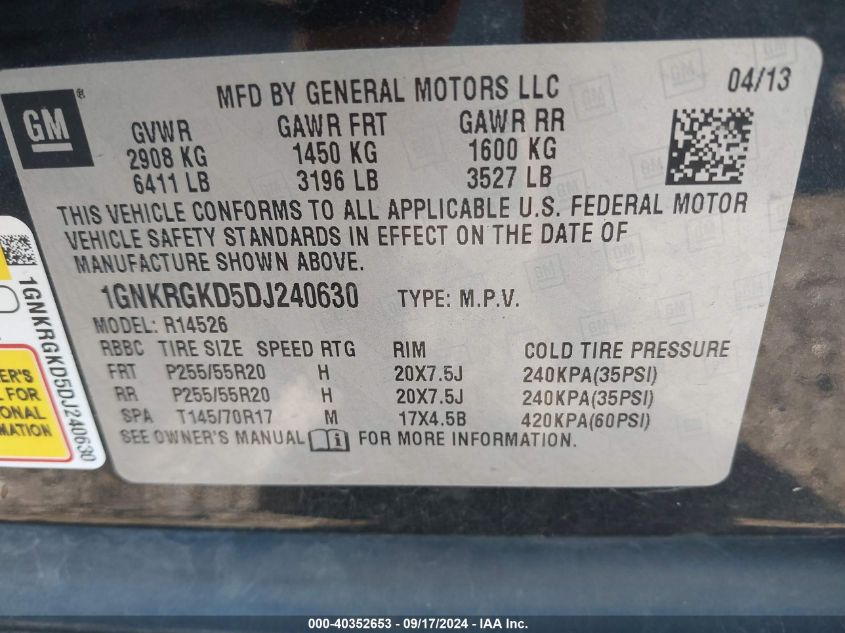 GM
®
MFD BY GENERAL MOTORS LLC
04/13
GVWR GAWR FRT GAWR RR
2908 KG 1450 KG 1600 KG
6411 LB 3196 LB 3527 LB
THIS VEHICLE CONFORMS TO ALL APPLICABLE U.S. FEDERAL MOTOR
VEHICLE SAFETY STANDARDS IN EFFECT ON THE DATE OF
MANUFACTURE SHOWN ABOVE.
1GNKRGKD5DJ240630 TYPE: M.P.V.
MODEL: R14526
RBBC TIRE SIZE SPEED RTG RIM COLD TIRE PRESSURE
FRT P255/55R20 H 20X7.5J 240KPA(35PSI)
RR P255/55R20 H 20X7.5J 240KPA(35PSI)
SPA T145/70R17 M 17X4.5B 420KPA(60PSI)
SEE OWNER'S MANUAL FOR MORE INFORMATION.
1GNKRGKD5DJ240630
ER'S
L FOR
IONAL
MATION
000-40352653 - 09/17/2024 - IAA Inc.